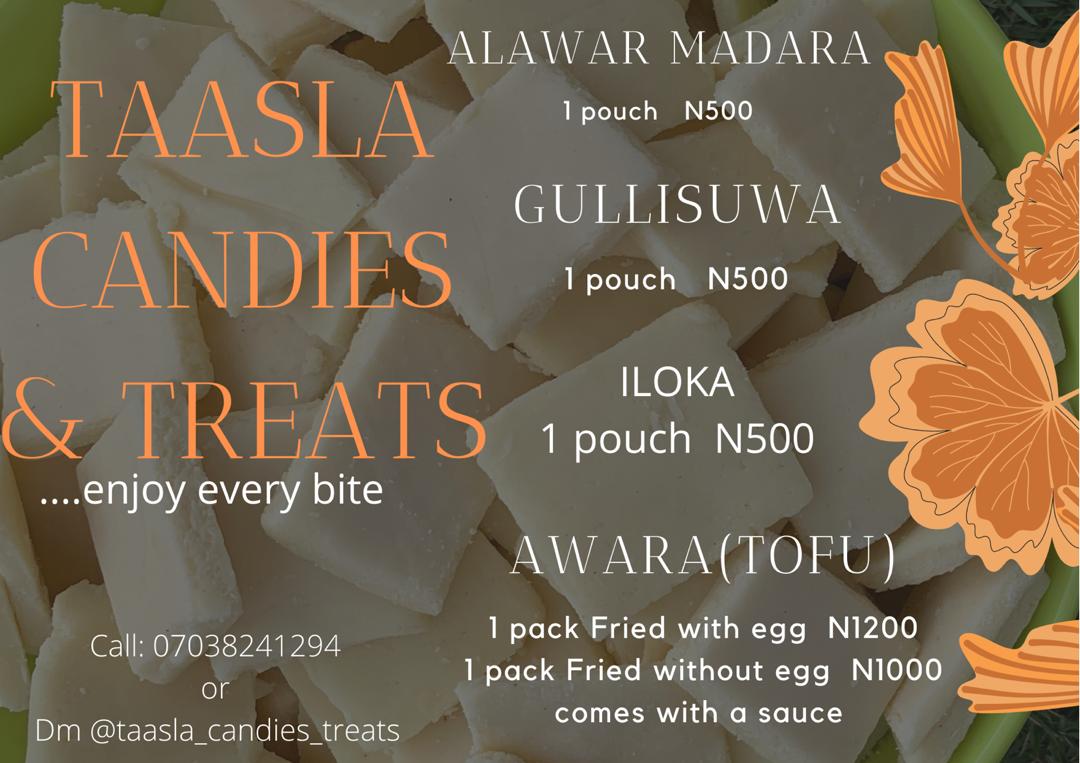 TAASLA
CANDIES
& TREATS
....enjoy every bite
Call: 07038241294
or
Dm @taasla_candies_treats
ALAWAR MADARA
1 pouch N500
GULLISUWA
1 pouch N500
ILOKA
1 pouch N500
AWARA(TOFU)
1 pack Fried with egg N1200
1 pack Fried without egg N1000
comes with a sauce